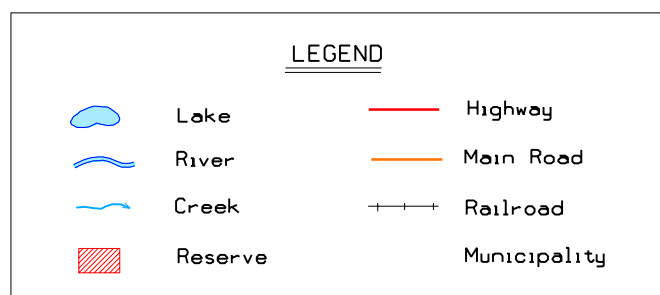 LEGEND
Lake
River
Creek
Reserve
Highway
Main Road
Railroad
Municipality